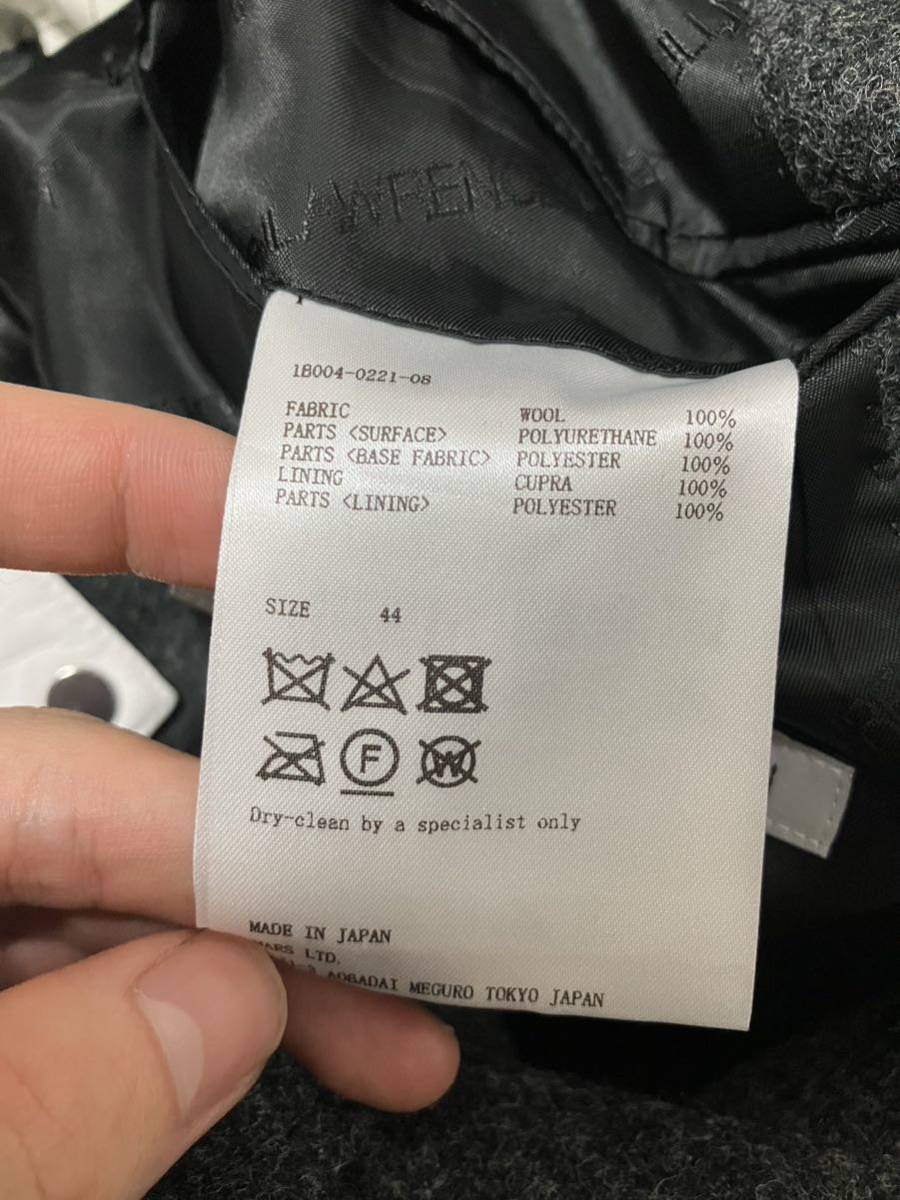 1B004-0221-08
FABRIC WOOL 100%
PARTS <SURFACE> POLYURETHANE 100%
PARTS <BASE FABRIC> POLYESTER 100%
LINING CUPRA 100%
PARTS <LINING> POLYESTER 100%
SIZE 44
F
W
Dry-clean by a specialist only
MADE IN JAPAN
LTD.
AOBADAI MEGURO TOKYO JAPAN